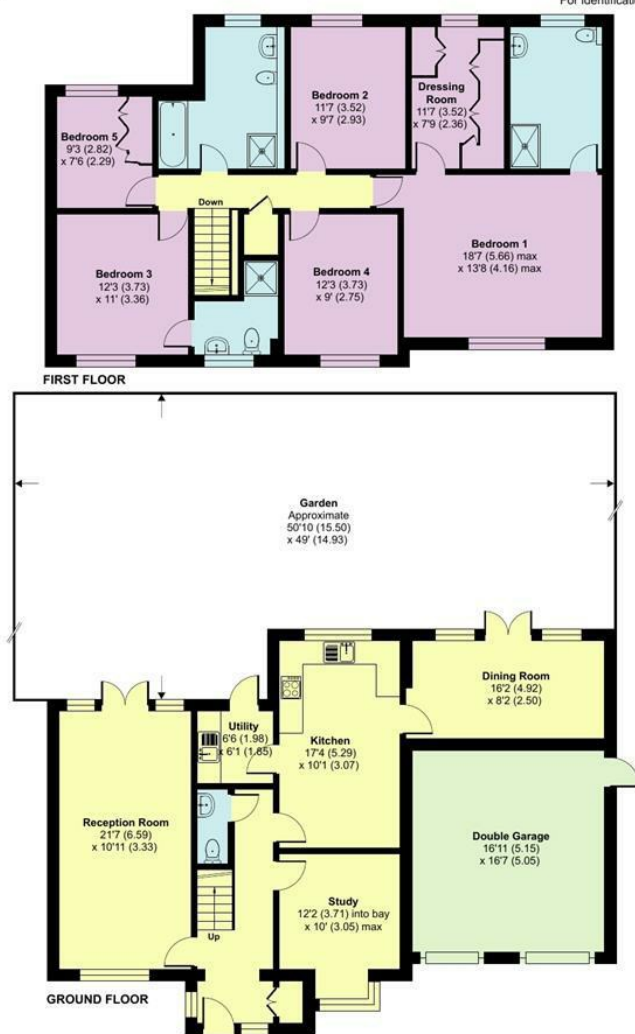 For identificati
Bedroom 2
11'7 (3.52)
x 9'7 (2.93)
Dressing
Room
11'7 (3.52)
x 7'9 (2.36)
Bedroom 5
9'3 (2.82)
x 7'6 (2.29)
Down
Bedroom 1
18'7 (5.66) max
x 13'8 (4.16) max
Bedroom 3
12'3 (3.73)
x 11' (3.36)
Bedroom 4
12'3 (3.73)
x 9' (2.75)
FIRST FLOOR
Garden
Approximate
50'10 (15.50)
x 49' (14.93)
Dining Room
16'2 (4.92)
x 8'2 (2.50)
Utility
6'6 (1.98)
x 6'1 (1.85)
Kitchen
17'4 (5.29)
x 10'1 (3.07)
Reception Room
21'7 (6.59)
x 10'11 (3.33)
Double Garage
16'11 (5.15)
x 16'7 (5.05)
Study
12'2 (3.71) into bay
x 10' (3.05) max
Up
GROUND FLOOR